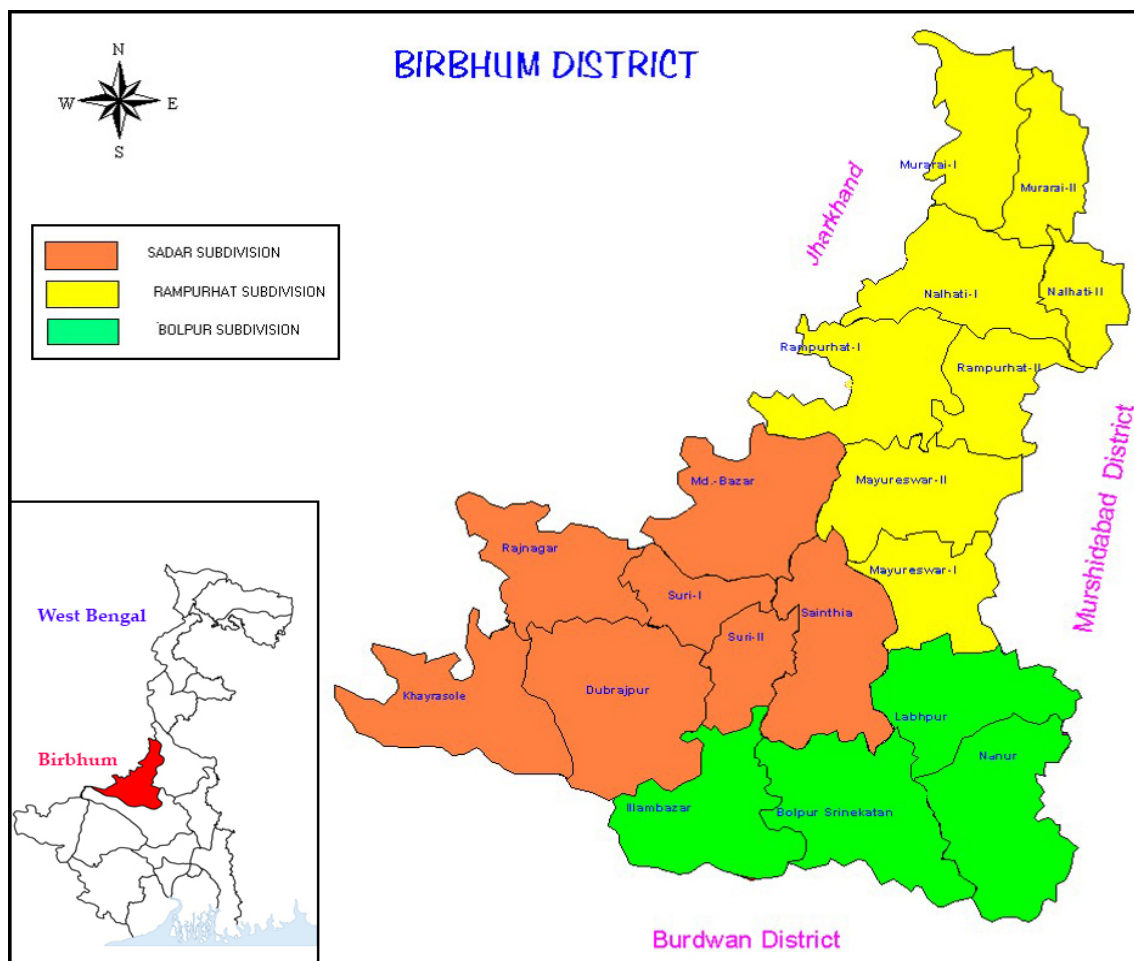 BIRBHUM DISTRICT
N
W E
S
SADAR SUBDIVISION
RAMPURHAT SUBDIVISION
BOLPUR SUBDIVISION
Jharkhand
Murarai-I
Murarai-II
Nalhati-I
Nalhati-II
Rampurhat-I
Rampurhat-II
Murshidabad District
Mayureswar-II
Md.-Bazar
Rajnagar
Mayureswar-I
Suri-I
Sainthia
Suri-II
Khayrasole
Dubrajpur
Labhpur
Nanur
Illambazar
Bolpur Srinekatan
Burdwan District
West Bengal
Birbhum